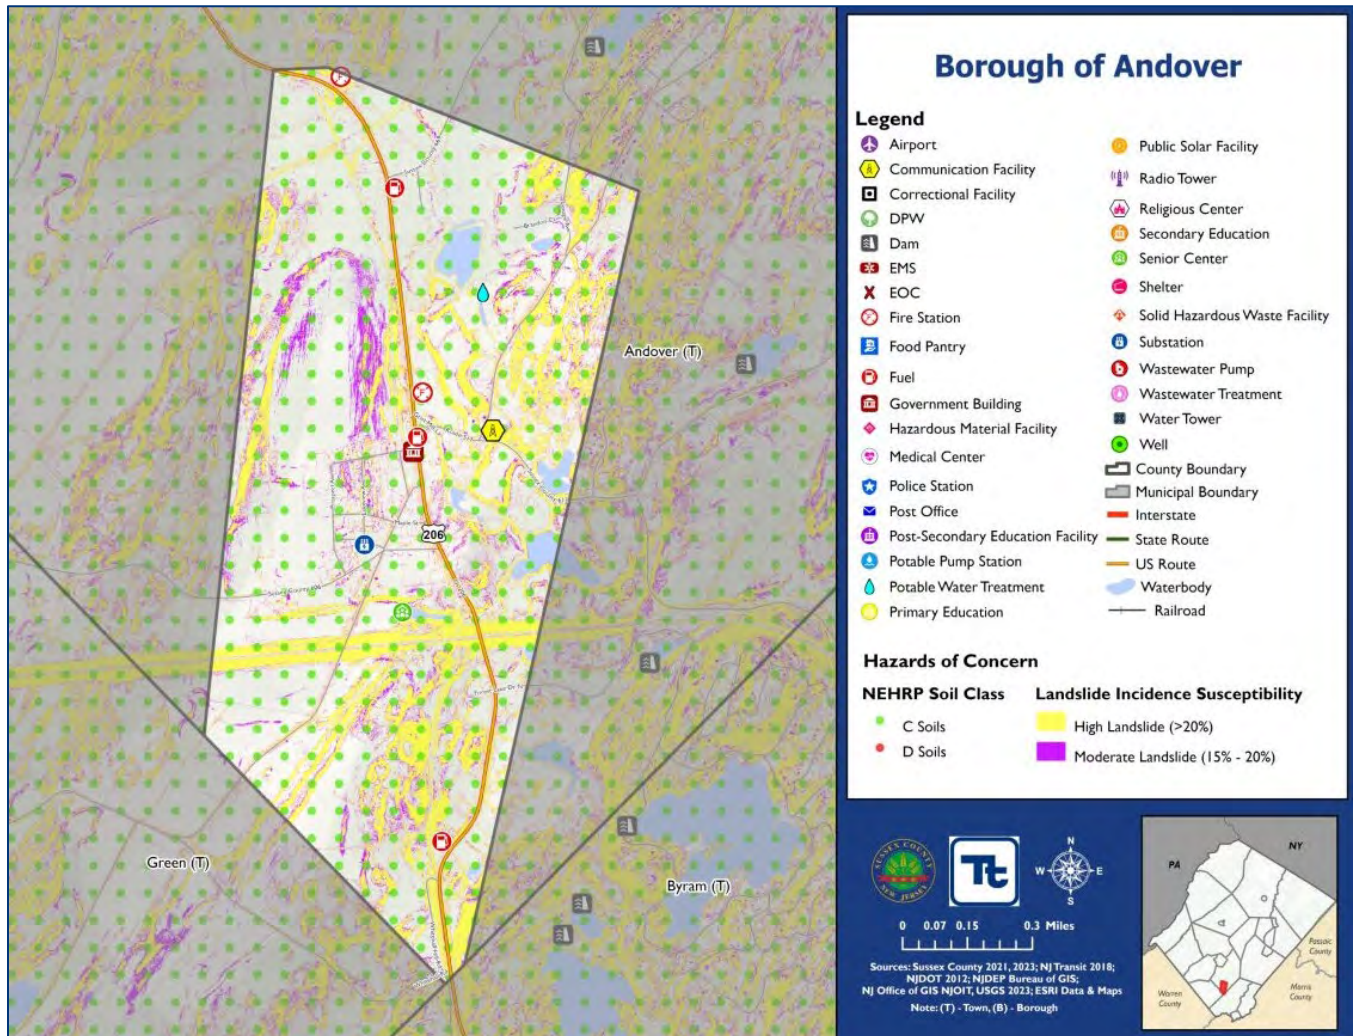 Borough of Andover
Legend
Airport
Communication Facility
Correctional Facility
DPW
Dam
EMS
EOC
Fire Station
Food Pantry
Fuel
Government Building
Hazardous Material Facility
Medical Center
Police Station
Post Office
Post-Secondary Education Facility
Potable Pump Station
Potable Water Treatment
Primary Education
Public Solar Facility
Radio Tower
Religious Center
Secondary Education
Senior Center
Shelter
Solid Hazardous Waste Facility
Substation
Wastewater Pump
Wastewater Treatment
Water Tower
Well
County Boundary
Municipal Boundary
Interstate
State Route
US Route
Waterbody
Railroad
Hazards of Concern
NEHRP Soil Class
C Soils
D Soils
Landslide Incidence Susceptibility
High Landslide (>20%)
Moderate Landslide (15% - 20%)
Andover (T)
206
Green (T)
Byram (T)
SUSSEX COUNTY
NEW JERSEY
Tt
N
W
E
S
0 0.07 0.15 0.3 Miles
Sources: Sussex County 2021, 2023; NJ Transit 2018;
NJDOT 2012; NJDEP Bureau of GIS;
NJ Office of GIS NJOIT, USGS 2023; ESRI Data & Maps
Note: (T) - Town, (B) - Borough
PA
NY
Passaic
County
Morris
County
Warren
County